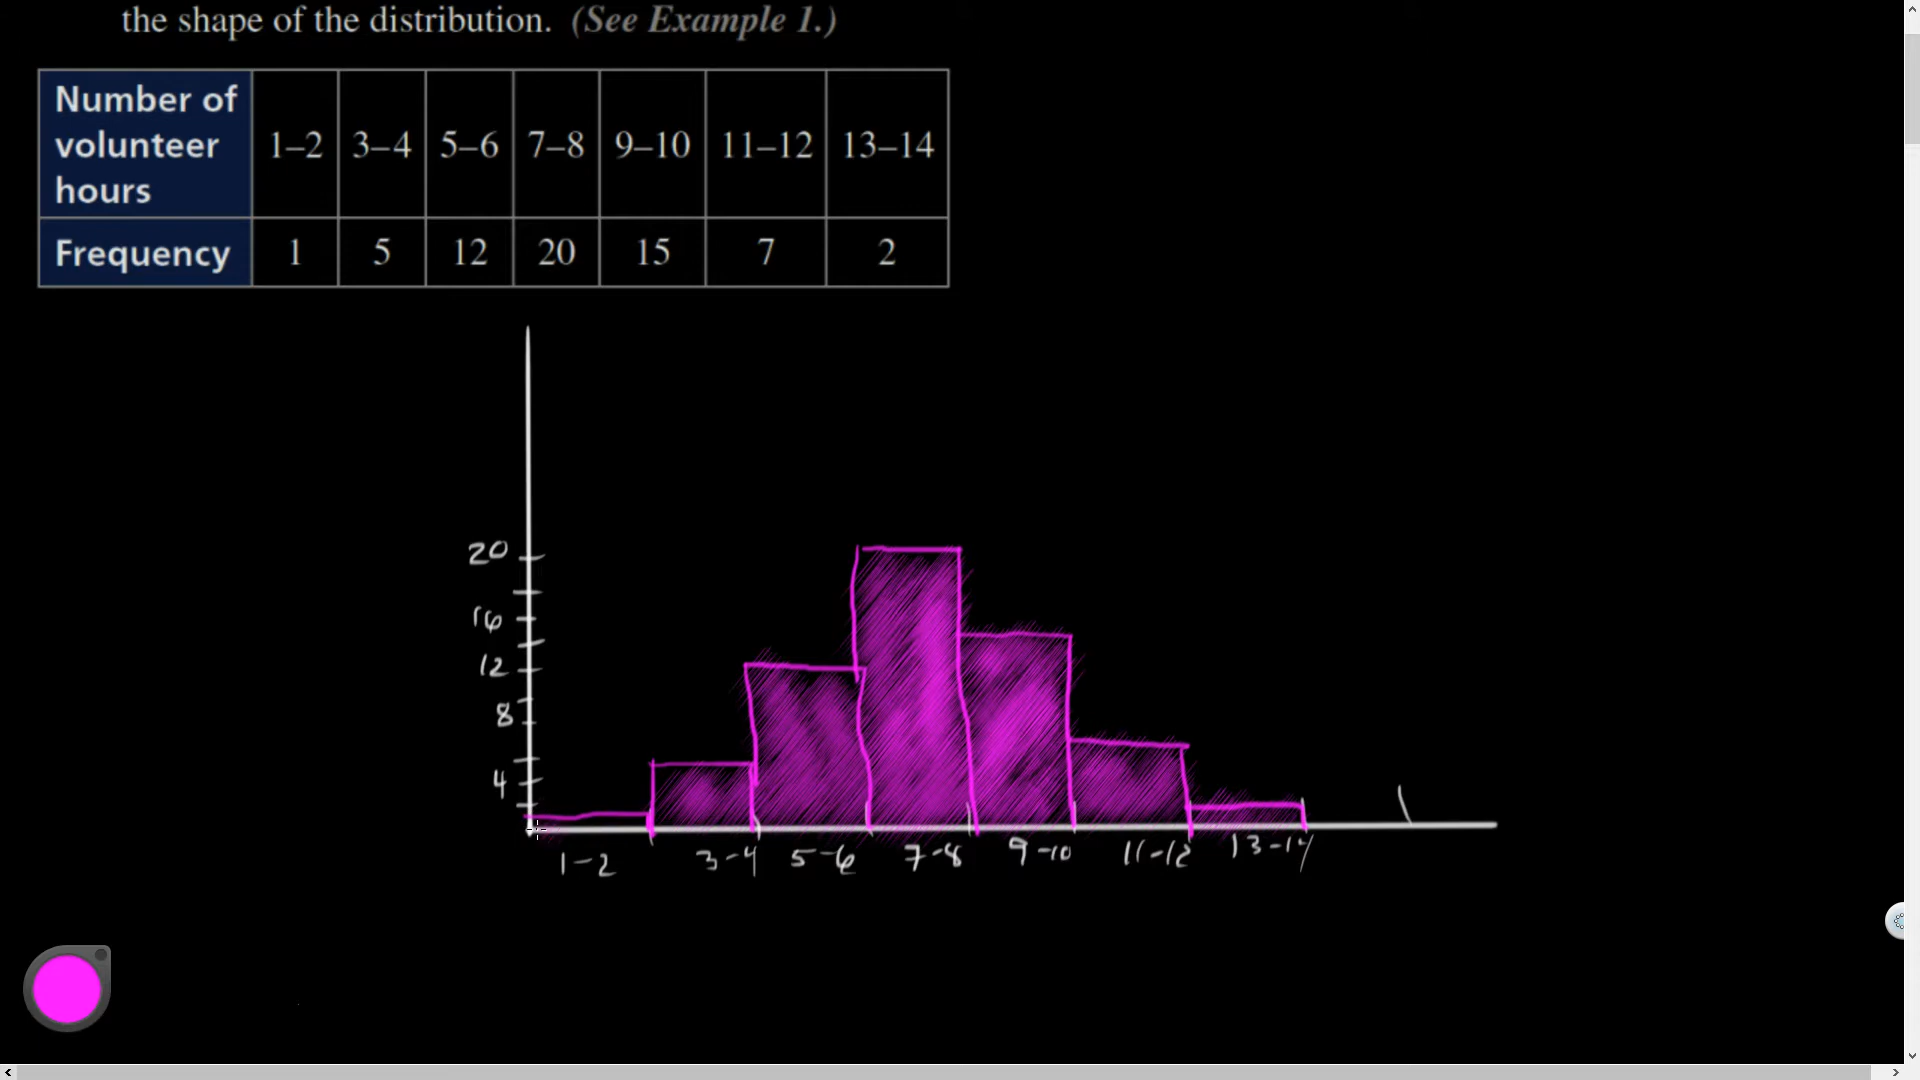 the shape of the distribution. (See Example 1.)
Number of volunteer hours 1–2 3–4 5–6 7–8 9–10 11–12 13–14
Frequency 1 5 12 20 15 7 2
20
16
12
8
4
1-2 3-4 5-6 7-8 9-10 11-12 13-14